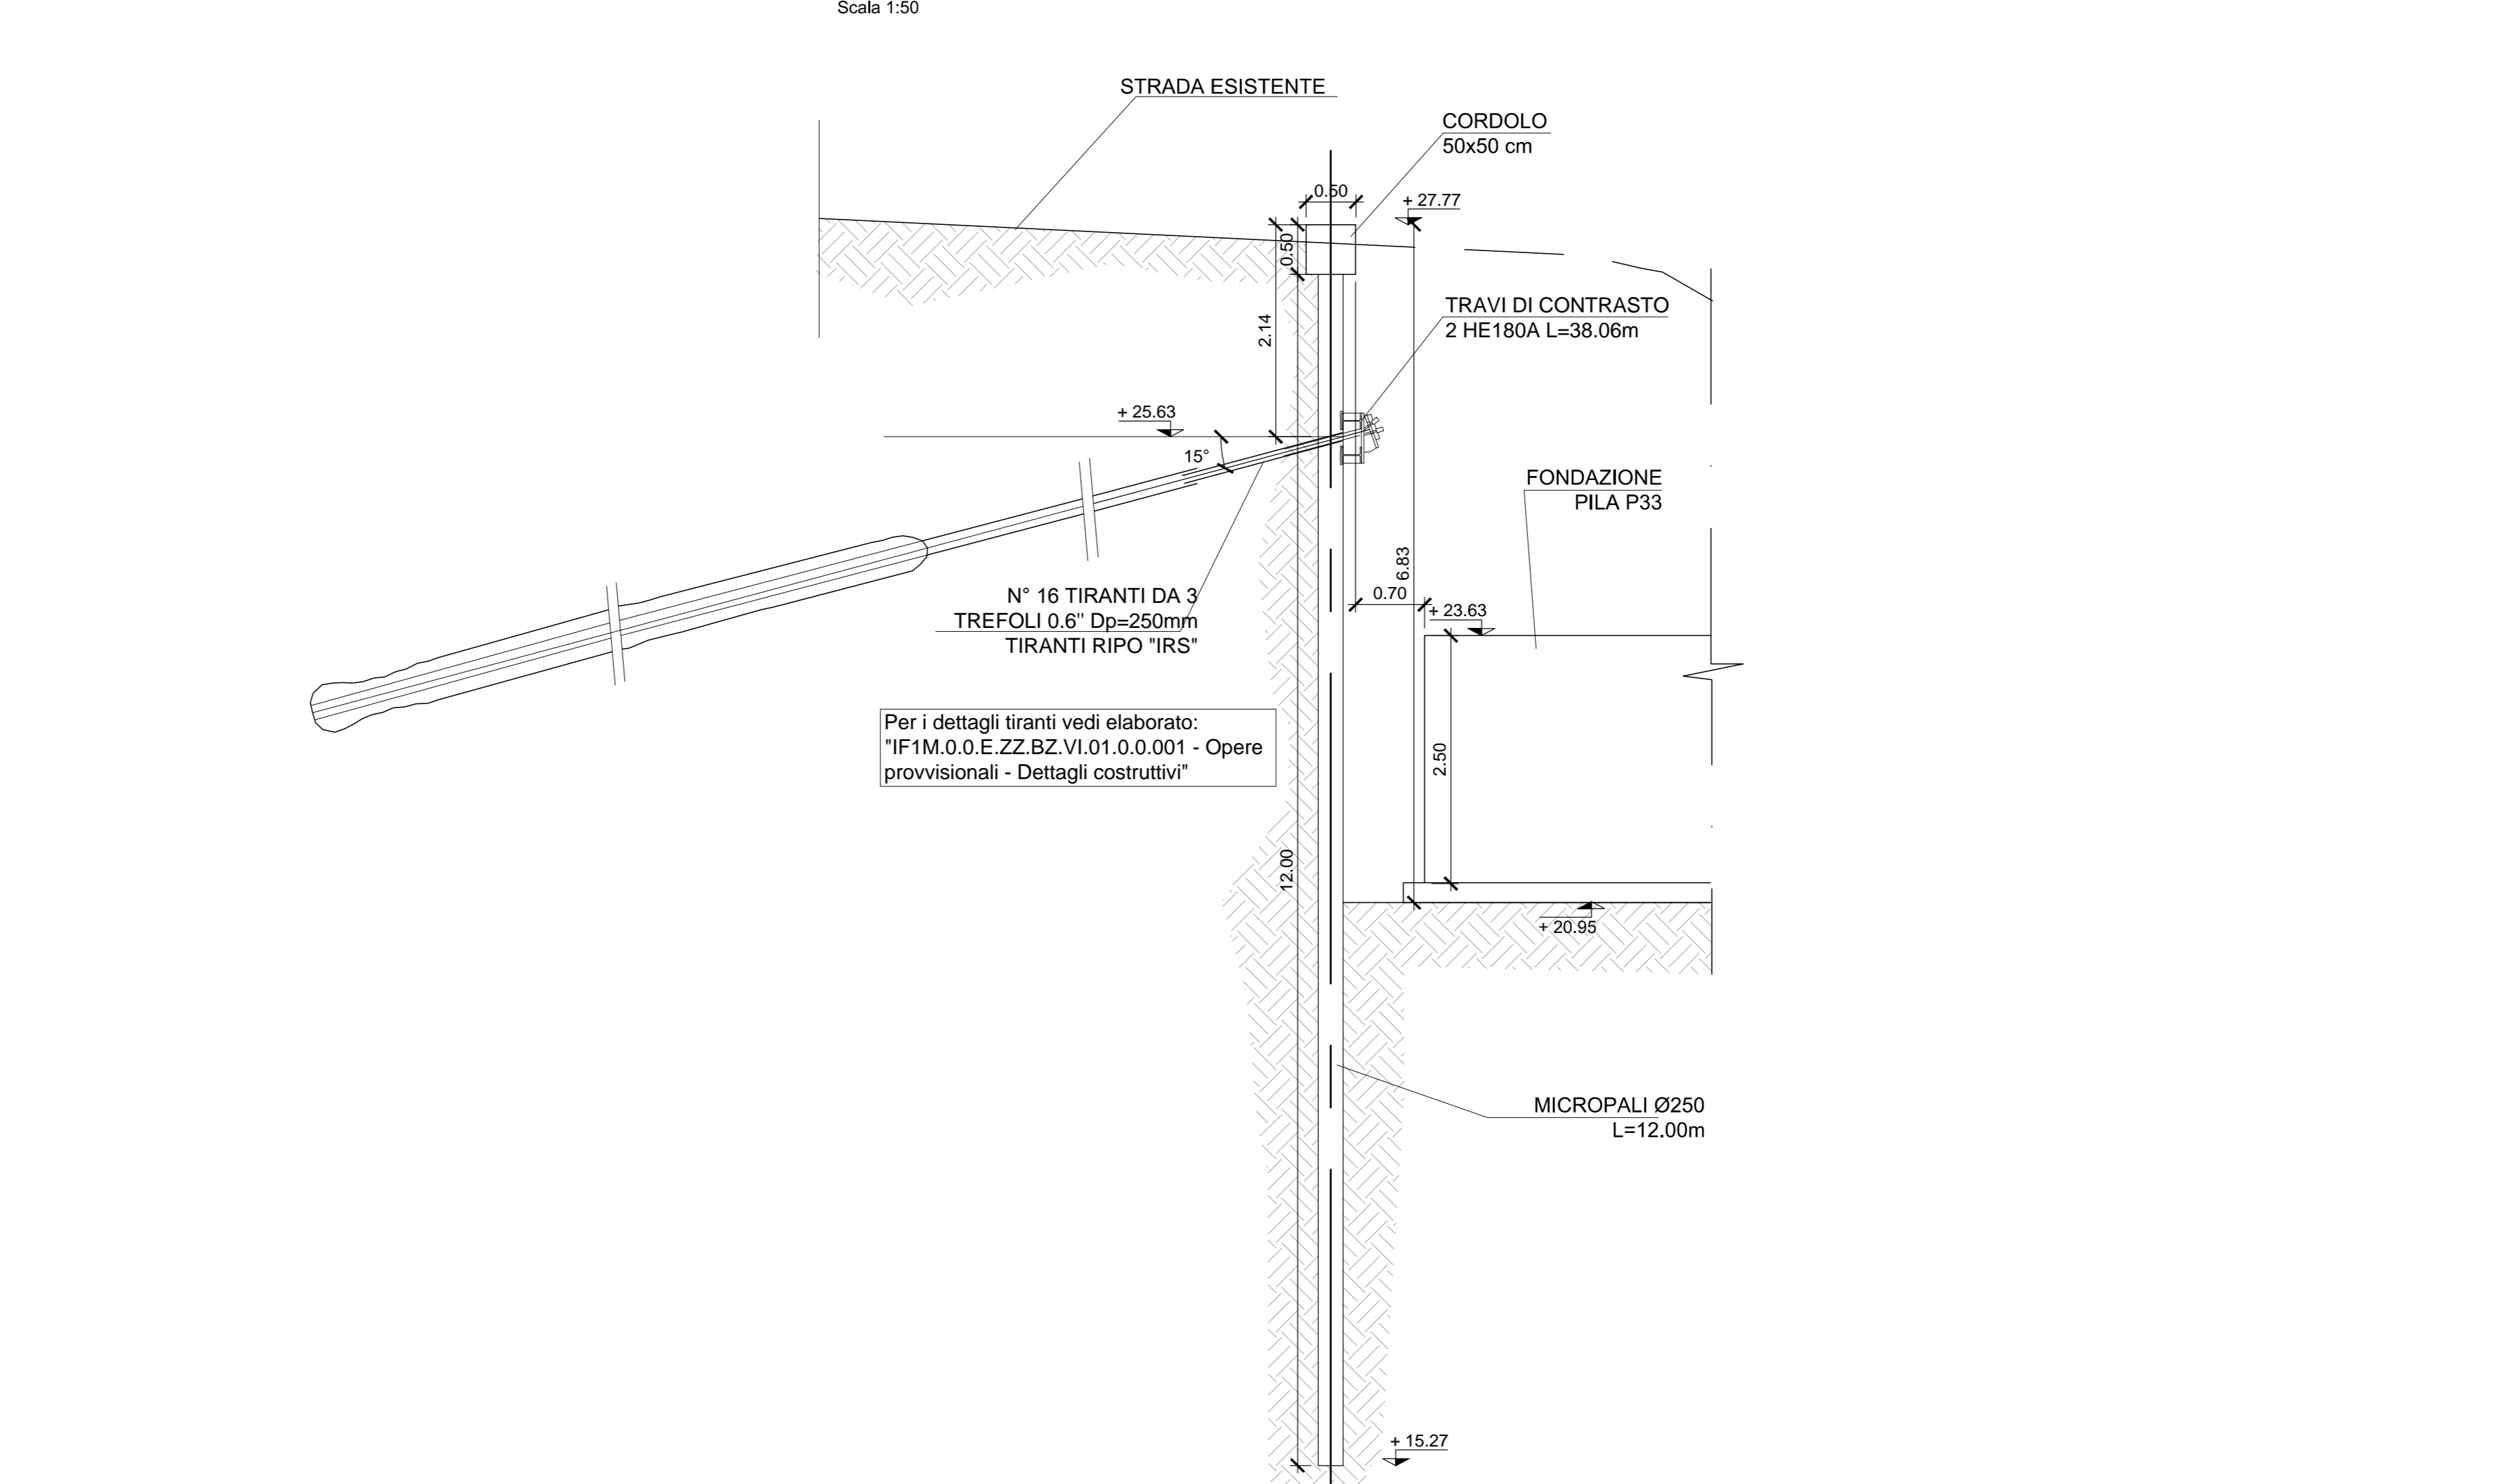 Scala 1:50
STRADA ESISTENTE
CORDOLO
50x50 cm
0.50
+ 27.77
0.50
2.14
TRAVI DI CONTRASTO
2 HE180A L=38.06m
+ 25.63
15°
FONDAZIONE
PILA P33
6.83
0.70
+ 23.63
N° 16 TIRANTI DA 3
TREFOLI 0.6" Dp=250mm
TIRANTI RIPO "IRS"
Per i dettagli tiranti vedi elaborato:
"IF1M.0.0.E.ZZ.BZ.VI.01.0.0.001 - Opere
provvisionali - Dettagli costruttivi"
2.50
12.00
+ 20.95
MICROPALI Ø250
L=12.00m
+ 15.27